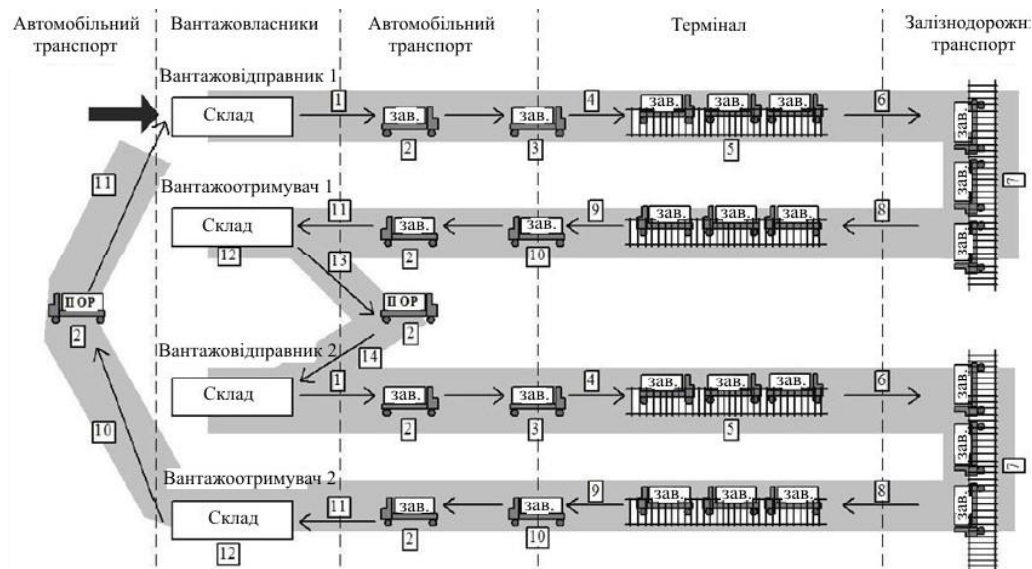 Автомобільний транспорт
Вантажовласники
Автомобільний транспорт
Термінал
Залізнодорожні
транспорт
Вантажовідправник 1
Склад
1
зав.
2
зав.
3
4
зав. зав. зав.
5
6
зав. зав. зав.
7
Вантажоотримувач 1
Склад
12
11
зав.
2
зав.
10
9
зав. зав. зав.
8
13
11
ПОР
2
ПОР
2
14
10
Вантажовідправник 2
Склад
1
зав.
2
зав.
3
4
зав. зав. зав.
5
6
зав. зав. зав.
7
Вантажоотримувач 2
Склад
12
11
зав.
2
зав.
10
9
зав. зав. зав.
8